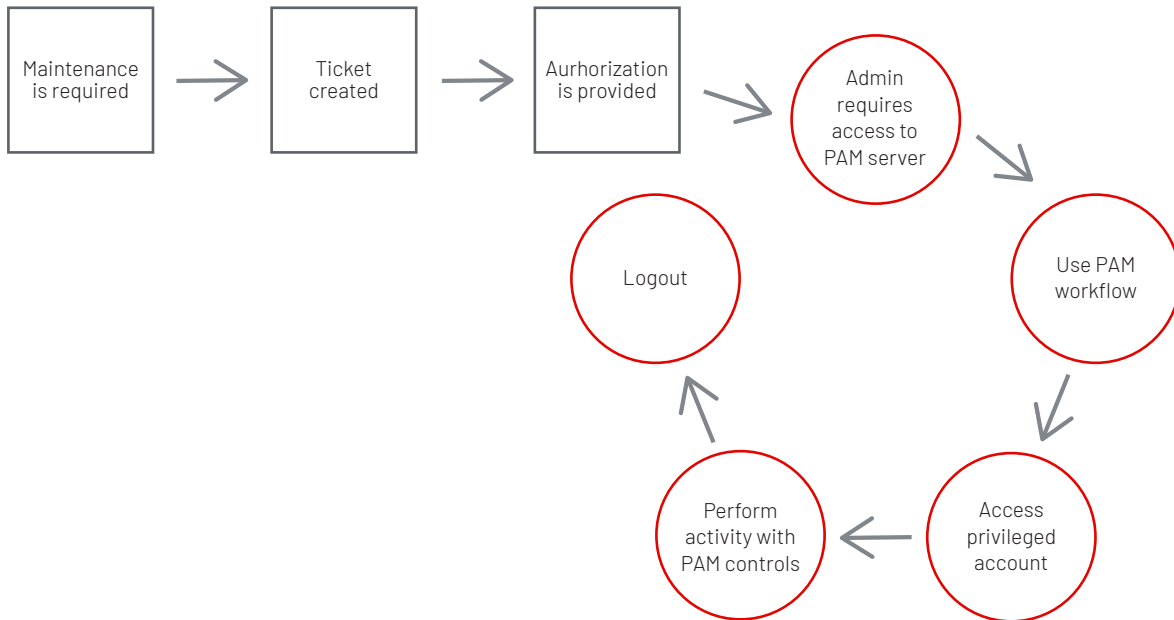 Maintenance
is required
Ticket
created
Aurhorization
is provided
Admin
requires
access to
PAM server
Use PAM
workflow
Access
privileged
account
Perform
activity with
PAM controls
Logout